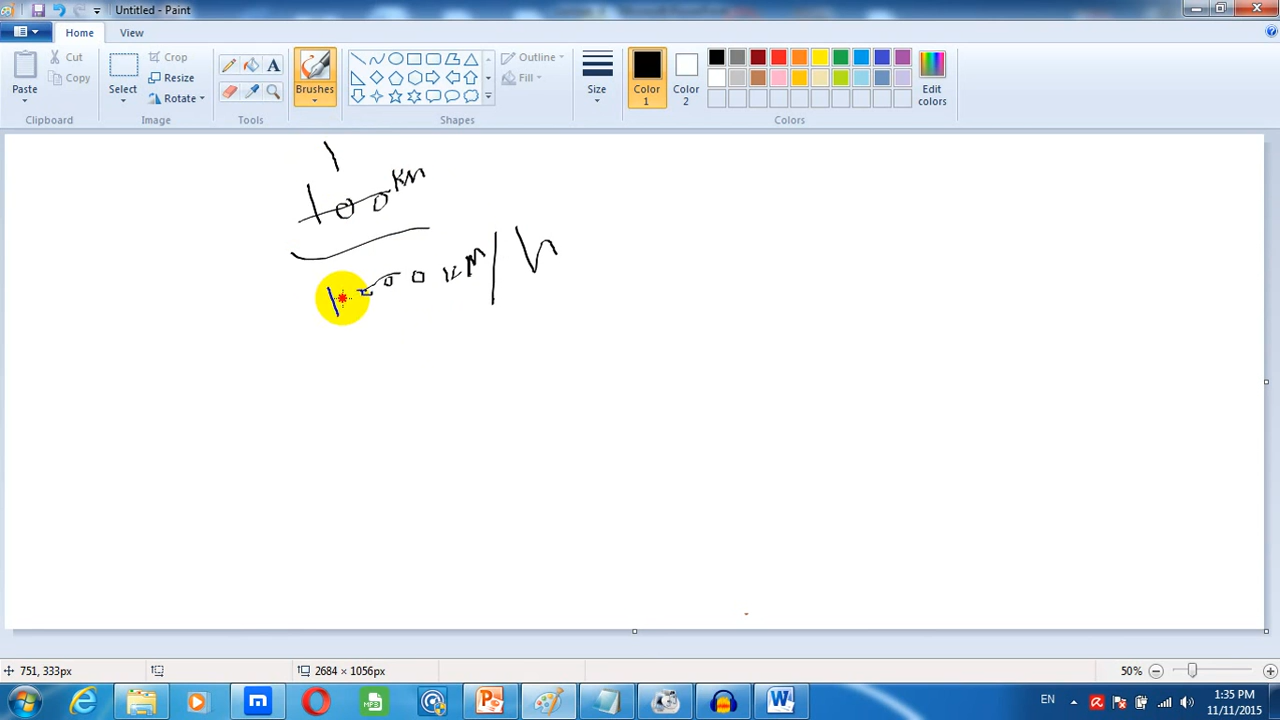 Untitled - Paint
Home
View
Paste
Cut
Copy
Clipboard
Select
Crop
Resize
Rotate
Image
Tools
Brushes
Outline
Fill
Shapes
Size
Color 1
Color 2
Edit colors
Colors
1
100 km
1000 km/h
751, 333px
2684 × 1056px
50%
EN
1:35 PM
11/11/2015